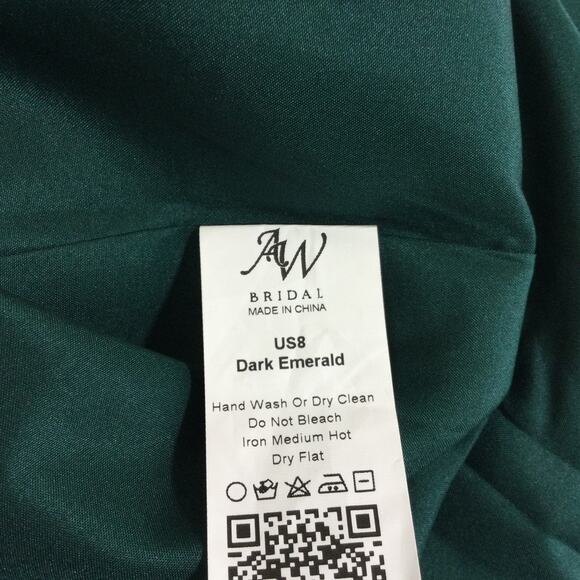 AW
BRIDAL
MADE IN CHINA
US8
Dark Emerald
Hand Wash Or Dry Clean
Do Not Bleach
Iron Medium Hot
Dry Flat